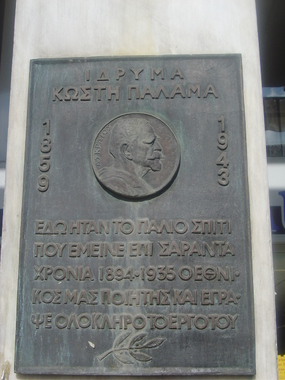 ΙΔΡΥΜΑ
ΚΩΣΤΗ ΠΑΛΑΜΑ
1859
1943
ΕΔΩ ΗΤΑΝ ΤΟ ΠΑΛΙΟ ΣΠΙΤΙ
ΠΟΥ ΕΜΕΙΝΕ ΕΠΙ ΣΑΡΑΝΤΑ
ΧΡΟΝΙΑ 1894-1935 Ο ΕΘΝΙ-
ΚΟΣ ΜΑΣ ΠΟΙΗΤΗΣ ΚΑΙ ΕΓΡΑ-
ΨΕ ΟΛΟΚΛΗΡΟ ΤΟ ΕΡΓΟ ΤΟΥ